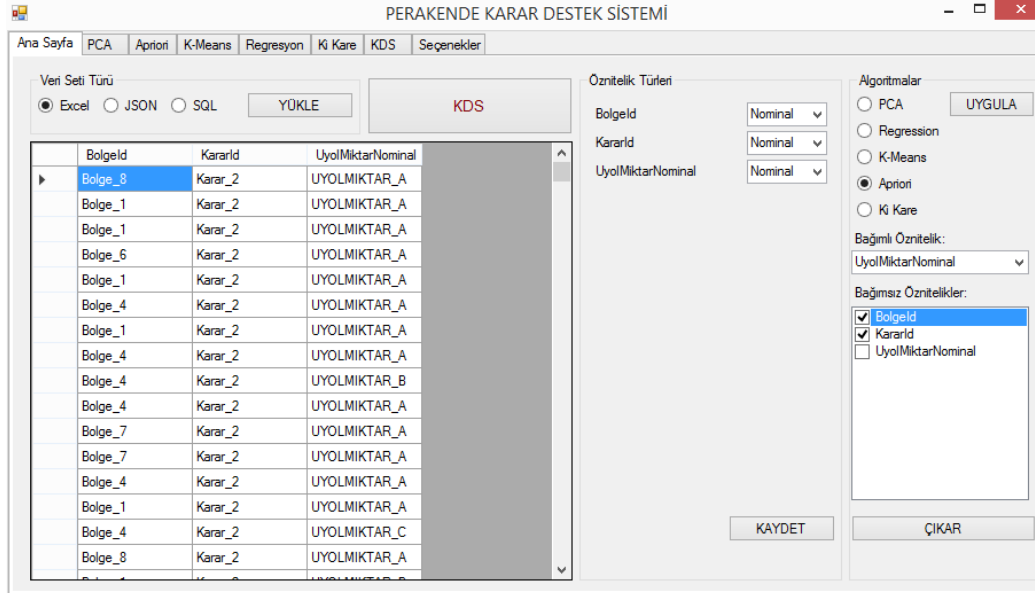 PERAKENDE KARAR DESTEK SİSTEMİ
Ana Sayfa PCA Apriori K-Means Regresyon Ki Kare KDS Seçenekler
Veri Seti Türü
Excel JSON SQL YÜKLE
KDS
BolgeId KararId UyolMiktarNominal
Bolge_8 Karar_2 UYOLMIKTAR_A
Bolge_1 Karar_2 UYOLMIKTAR_A
Bolge_1 Karar_2 UYOLMIKTAR_A
Bolge_6 Karar_2 UYOLMIKTAR_A
Bolge_1 Karar_2 UYOLMIKTAR_A
Bolge_4 Karar_2 UYOLMIKTAR_A
Bolge_1 Karar_2 UYOLMIKTAR_A
Bolge_4 Karar_2 UYOLMIKTAR_A
Bolge_4 Karar_2 UYOLMIKTAR_B
Bolge_4 Karar_2 UYOLMIKTAR_A
Bolge_7 Karar_2 UYOLMIKTAR_A
Bolge_7 Karar_2 UYOLMIKTAR_A
Bolge_4 Karar_2 UYOLMIKTAR_A
Bolge_1 Karar_2 UYOLMIKTAR_A
Bolge_4 Karar_2 UYOLMIKTAR_C
Bolge_8 Karar_2 UYOLMIKTAR_A
Öznitelik Türleri
BolgeId Nominal
KararId Nominal
UyolMiktarNominal Nominal
KAYDET
Algoritmalar
PCA UYGULA
Regression
K-Means
Apriori
Ki Kare
Bağımlı Öznitelik:
UyolMiktarNominal
Bağımsız Öznitelikler:
BolgeId
KararId
UyolMiktarNominal
ÇIKAR